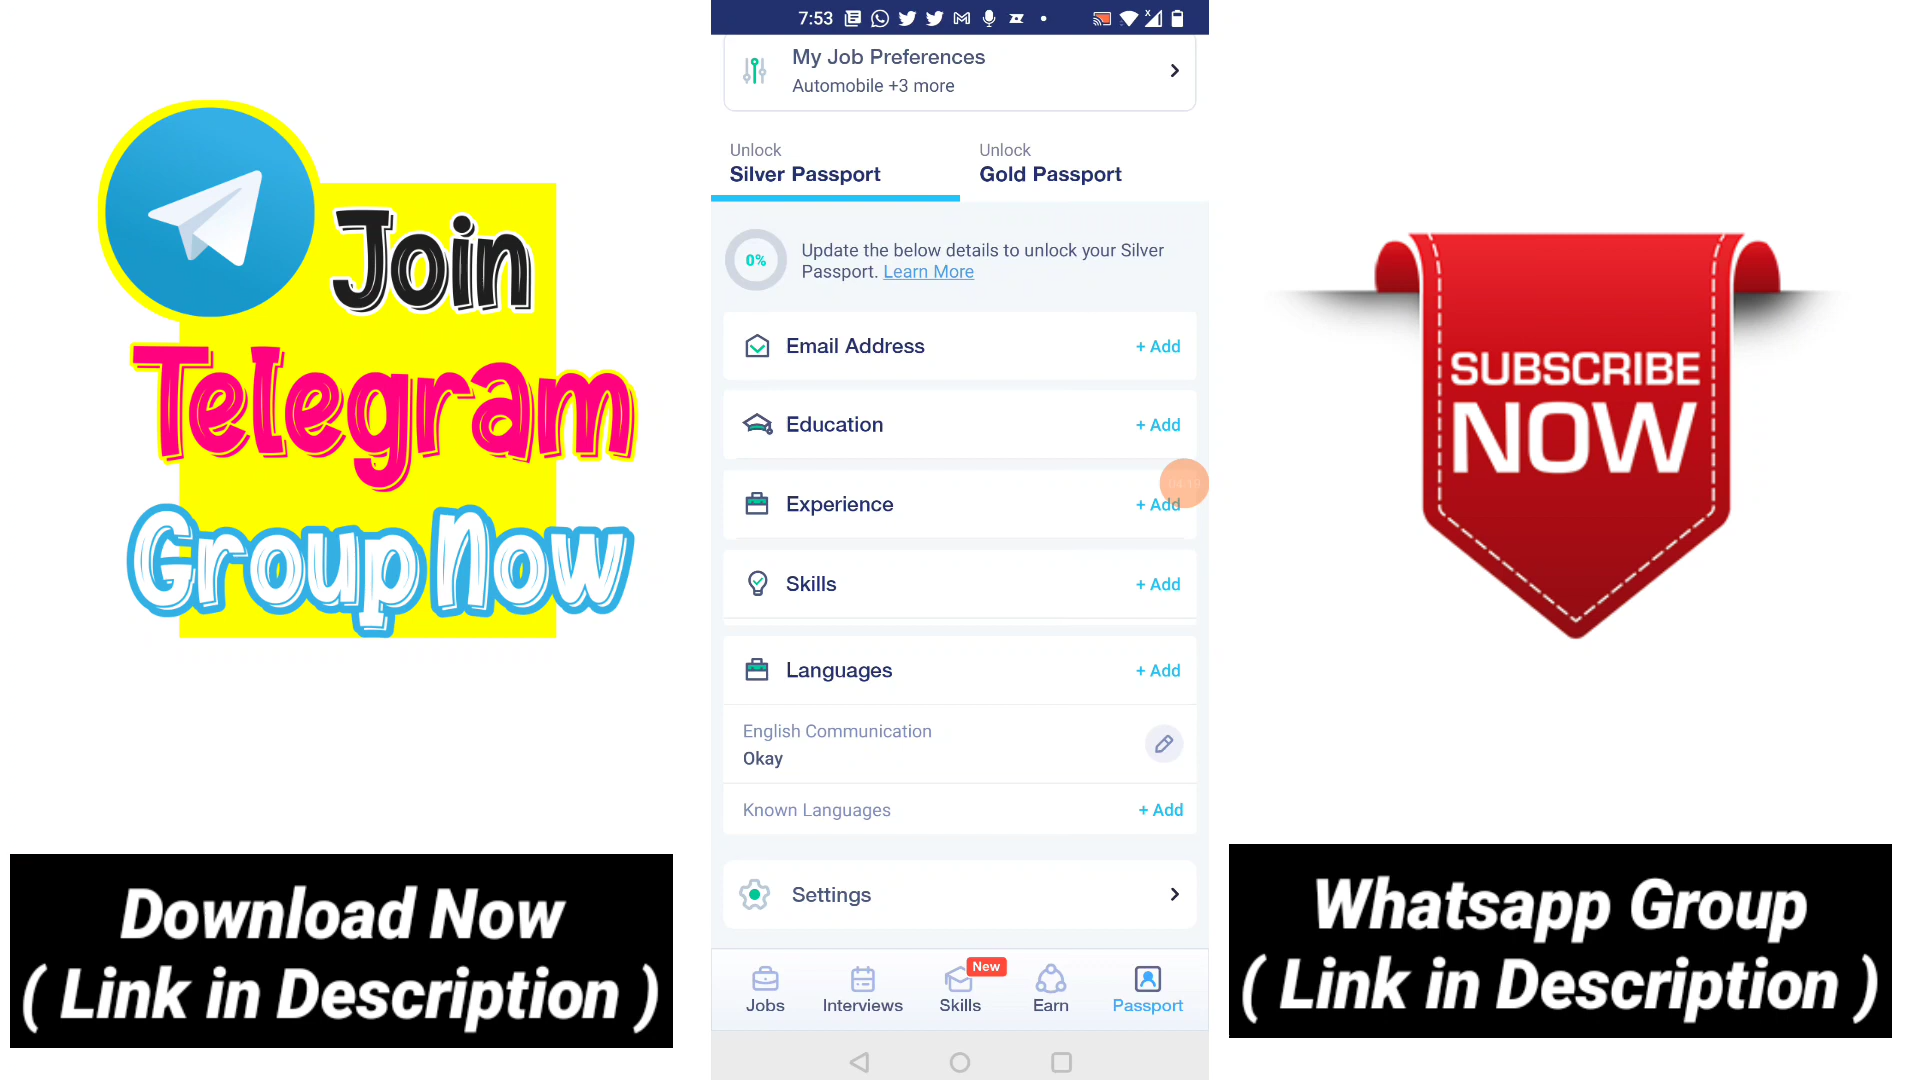 Join
Telegram
Group Now
Download Now
( Link in Description )
7:53
My Job Preferences
Automobile +3 more
Unlock
Silver Passport
Unlock
Gold Passport
0%
Update the below details to unlock your Silver
Passport. Learn More
Email Address
+ Add
Education
+ Add
04:19
Experience
+ Add
Skills
+ Add
Languages
+ Add
English Communication
Okay
Known Languages
+ Add
Settings
New
Jobs
Interviews
Skills
Earn
Passport
SUBSCRIBE
NOW
Whatsapp Group
( Link in Description )